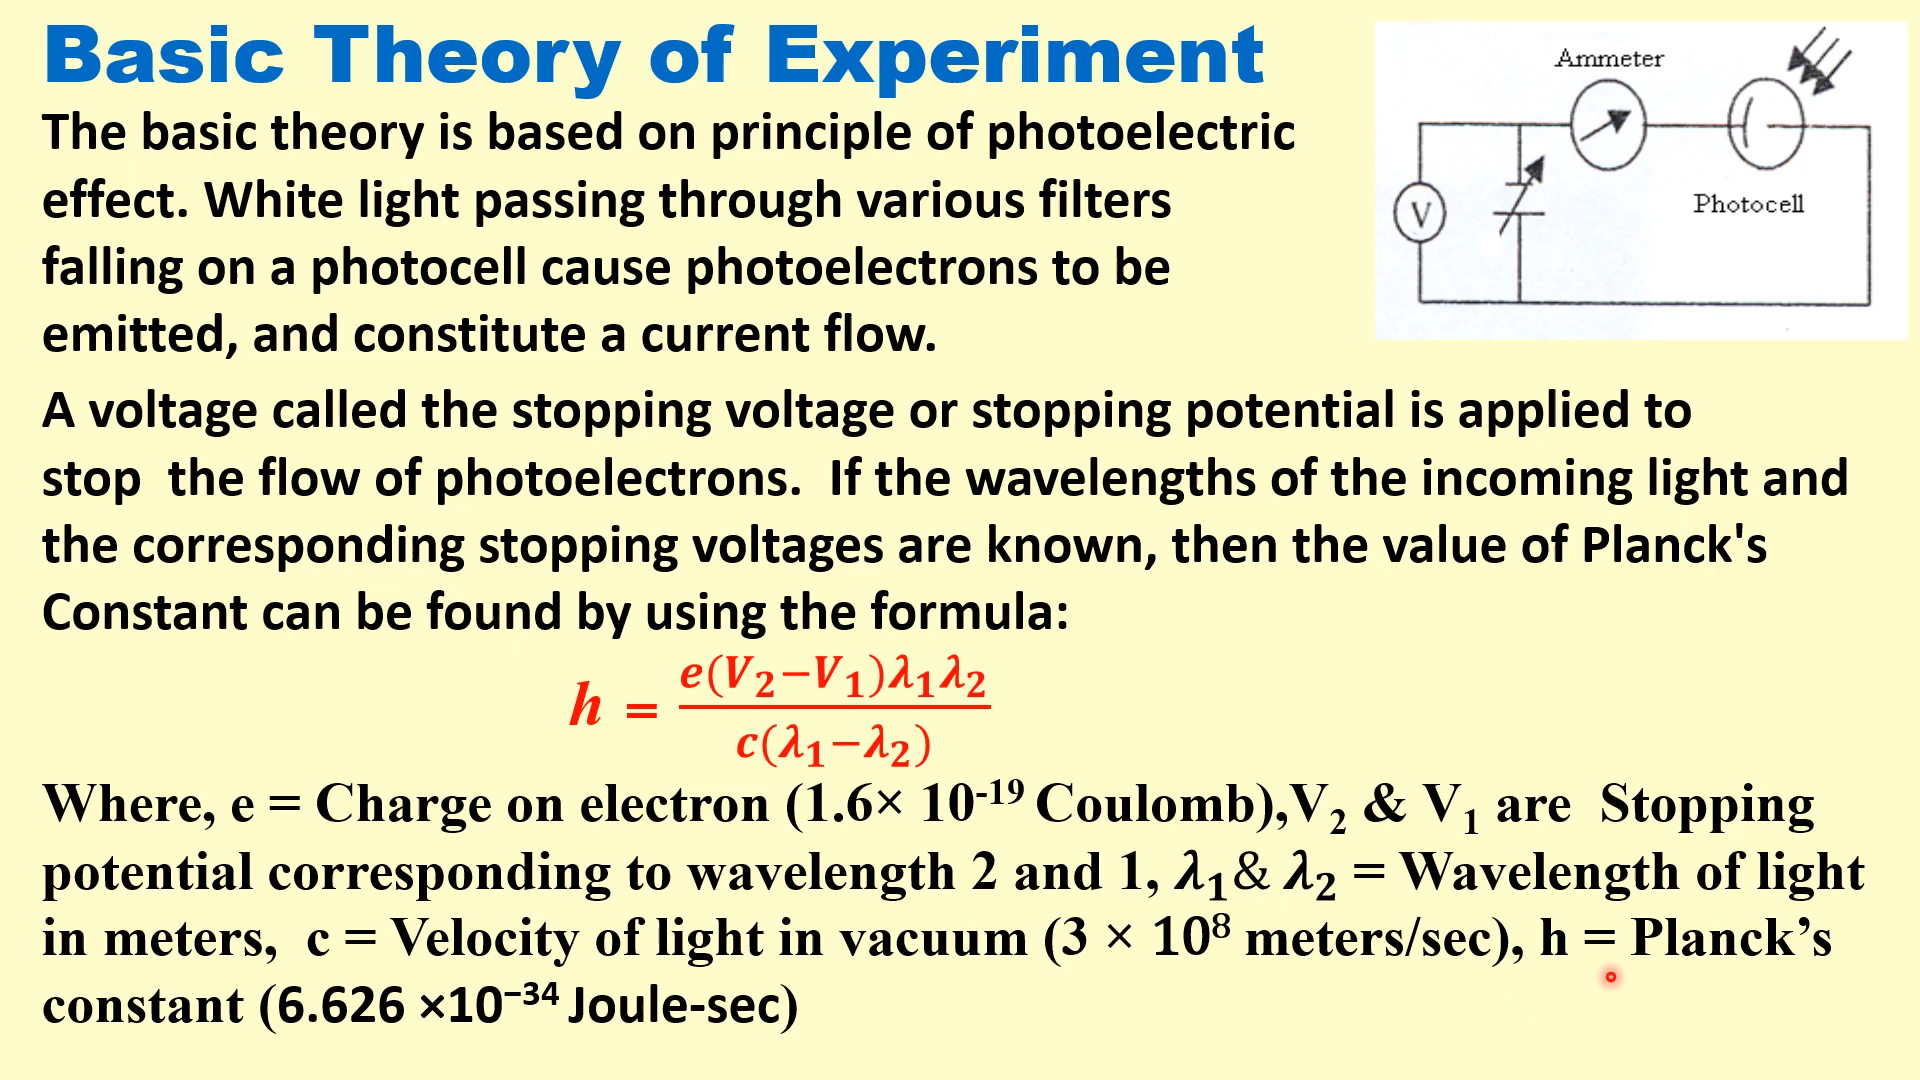 Basic Theory of Experiment
Ammeter
V
Photocell
The basic theory is based on principle of photoelectric
effect. White light passing through various filters
falling on a photocell cause photoelectrons to be
emitted, and constitute a current flow.
A voltage called the stopping voltage or stopping potential is applied to
stop  the flow of photoelectrons.  If the wavelengths of the incoming light and
the corresponding stopping voltages are known, then the value of Planck's
Constant can be found by using the formula:
h = e(V₂−V₁)λ₁λ₂ / c(λ₁−λ₂)
Where, e = Charge on electron (1.6× 10⁻¹⁹ Coulomb),V₂ & V₁ are  Stopping
potential corresponding to wavelength 2 and 1, λ₁& λ₂ = Wavelength of light
in meters,  c = Velocity of light in vacuum (3 × 10⁸ meters/sec), h = Planck’s
constant (6.626 ×10⁻³⁴ Joule-sec)